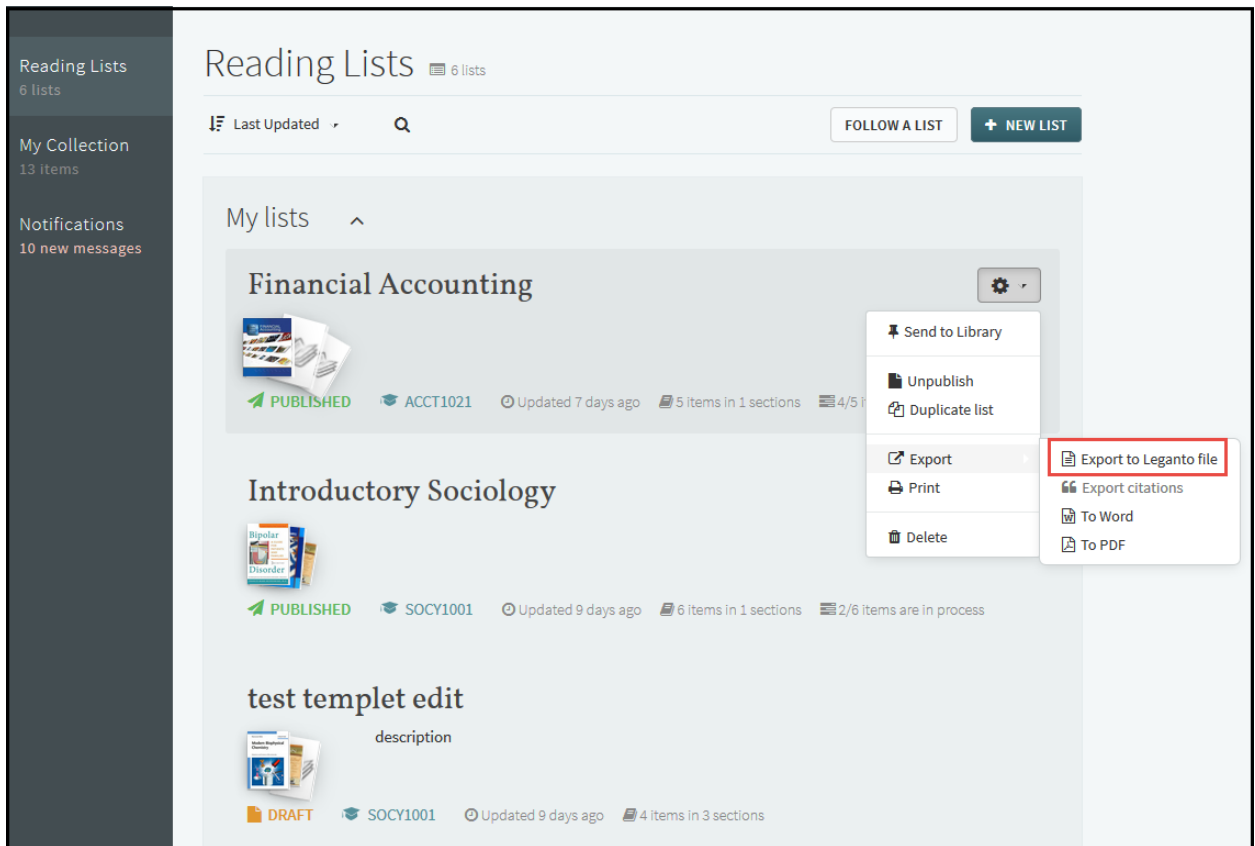 Reading Lists
6 lists
My Collection
13 items
Notifications
10 new messages
Reading Lists 6 lists
Last Updated
FOLLOW A LIST
+ NEW LIST
My lists
Financial Accounting
PUBLISHED ACCT1021 Updated 7 days ago 5 items in 1 sections 4/5 i
Send to Library
Unpublish
Duplicate list
Export
Print
Delete
Export to Leganto file
Export citations
To Word
To PDF
Introductory Sociology
Bipolar
Disorder
PUBLISHED SOCY1001 Updated 9 days ago 6 items in 1 sections 2/6 items are in process
test templet edit
description
DRAFT SOCY1001 Updated 9 days ago 4 items in 3 sections